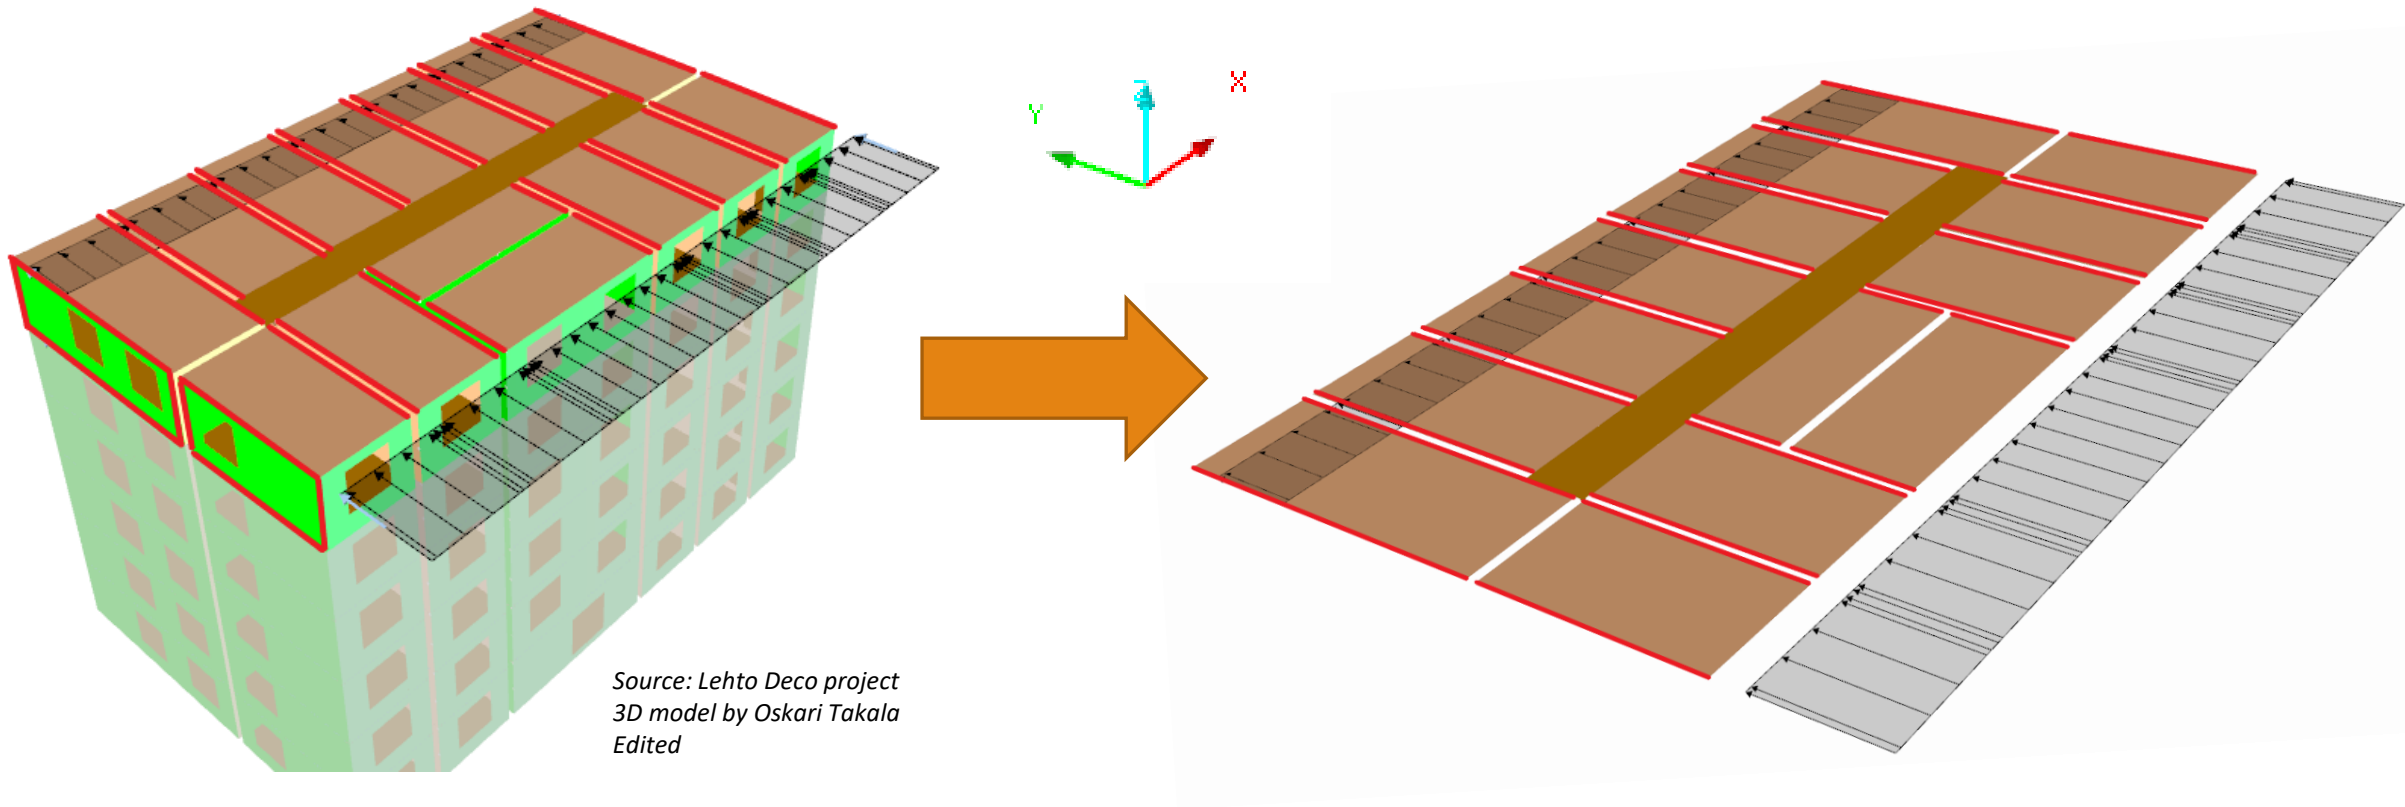 Y
X
Source: Lehto Deco project
3D model by Oskari Takala
Edited